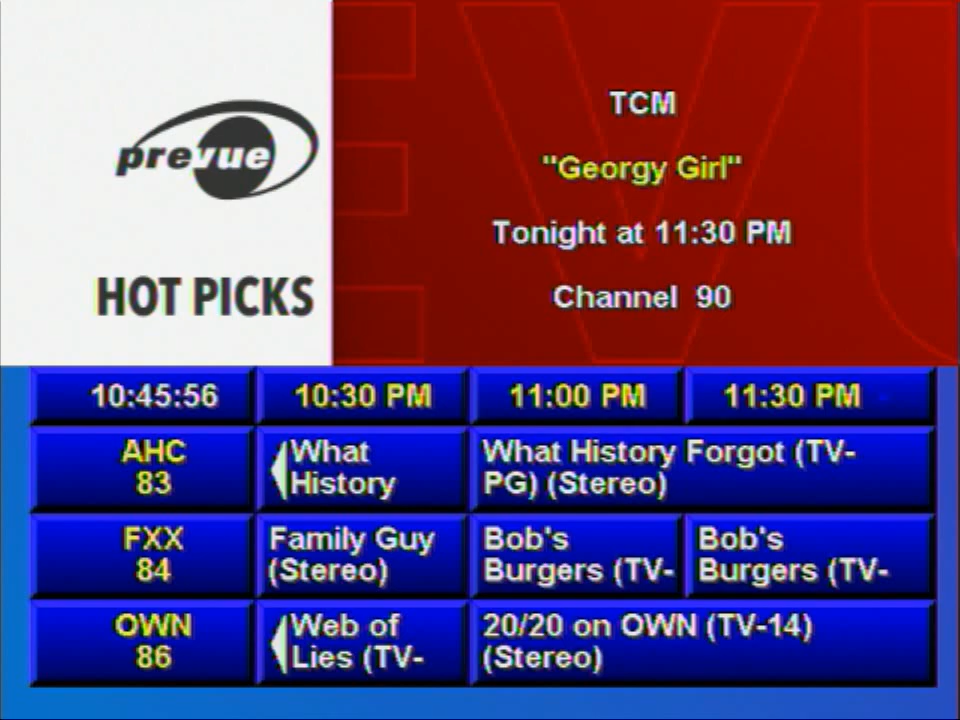 prevue
HOT PICKS
TCM
"Georgy Girl"
Tonight at 11:30 PM
Channel 90
10:45:56 10:30 PM 11:00 PM 11:30 PM
AHC
83
What
History
What History Forgot (TV-
PG) (Stereo)
FXX
84
Family Guy
(Stereo)
Bob's
Burgers (TV-
Bob's
Burgers (TV-
OWN
86
Web of
Lies (TV-
20/20 on OWN (TV-14)
(Stereo)